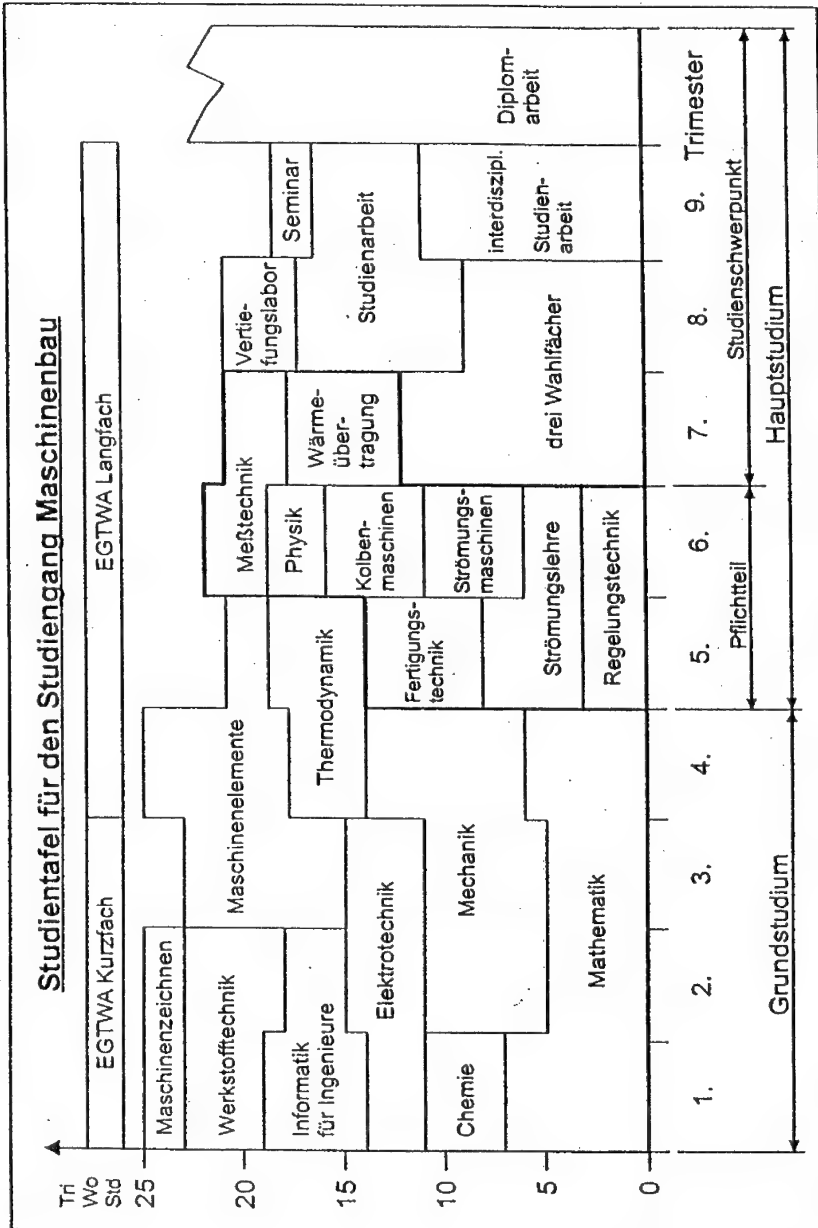 Studientafel für den Studiengang Maschinenbau
Tri
Wo
Std
EGTWA Kurzfach
EGTWA Langfach
25
20
15
10
5
0
Maschinenzeichnen
Werkstofftechnik
Informatik
für Ingenieure
Elektrotechnik
Chemie
Mathematik
Mechanik
Maschinenelemente
Thermodynamik
Fertigungs-
technik
Strömungslehre
Regelungstechnik
Meßtechnik
Physik
Kolben-
maschinen
Strömungs-
maschinen
Wärme-
über-
tragung
drei Wahlfächer
Vertie-
fungslabor
Studienarbeit
Seminar
interdiszipl.
Studien-
arbeit
Diplom-
arbeit
1.
2.
3.
4.
5.
6.
7.
8.
9.
Trimester
Pflichtteil
Studienschwerpunkt
Grundstudium
Hauptstudium